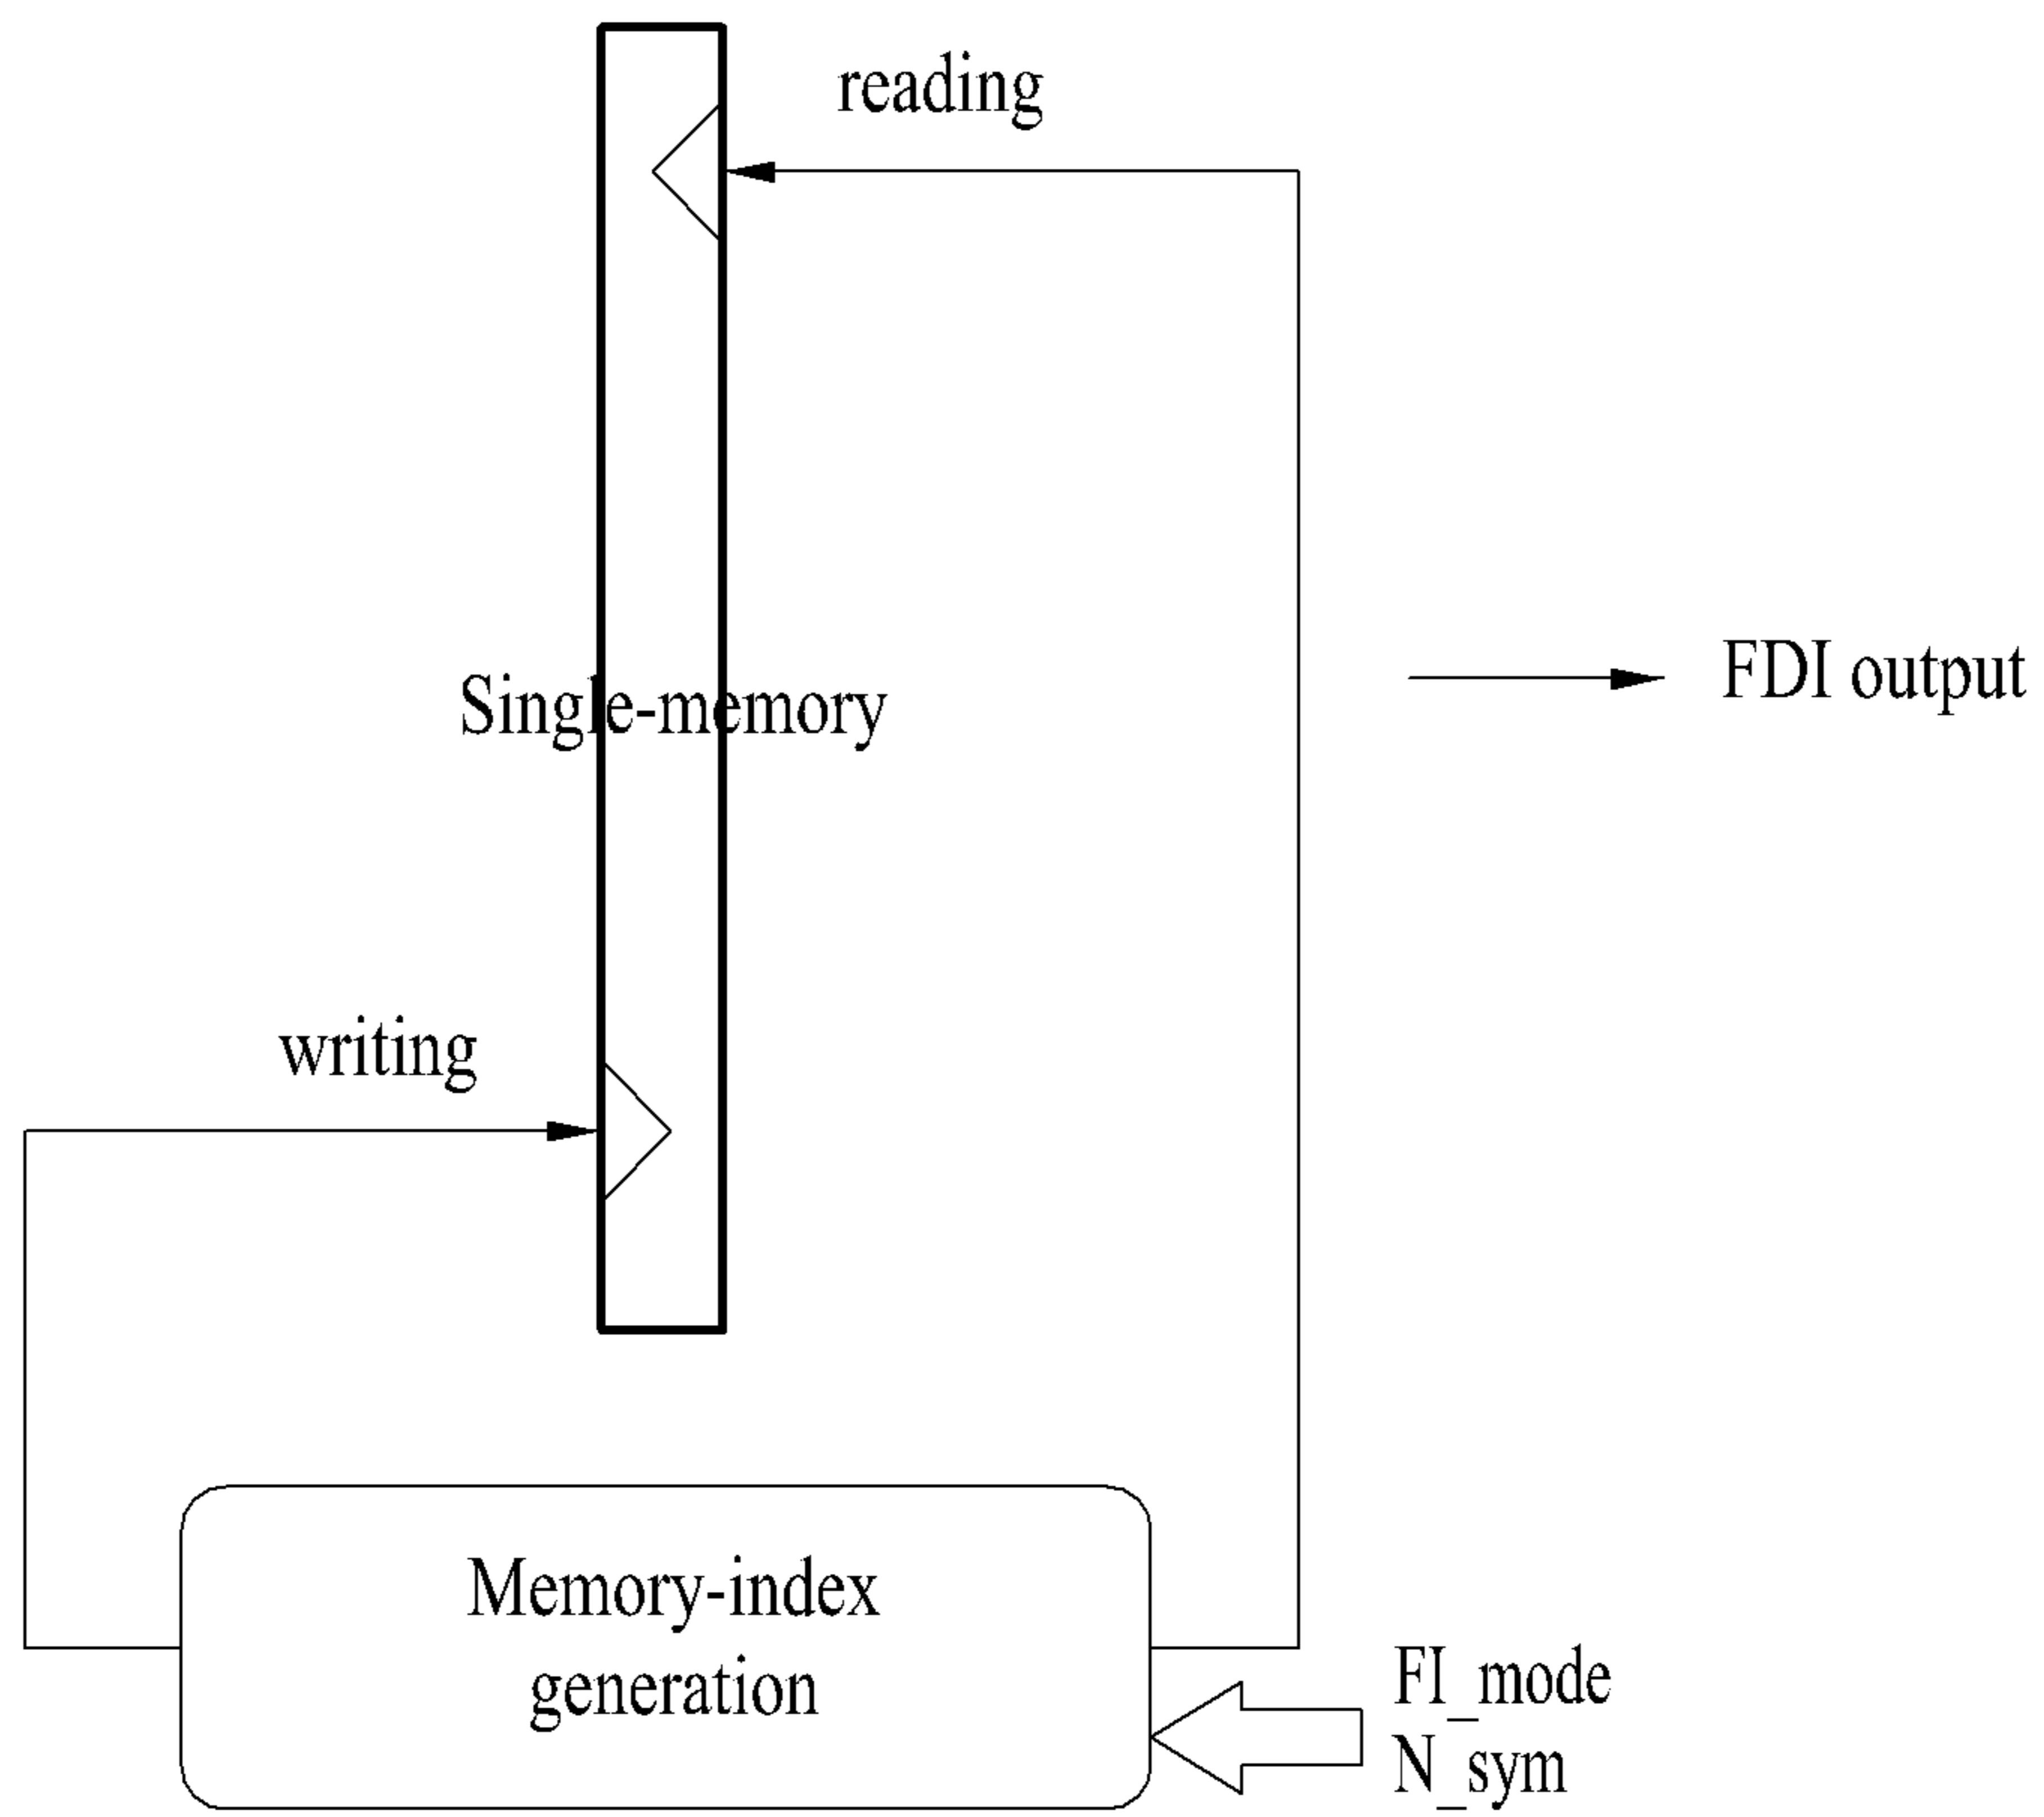 reading
FDI output
Single-memory
writing
Memory-index
generation
FI_mode
N_sym